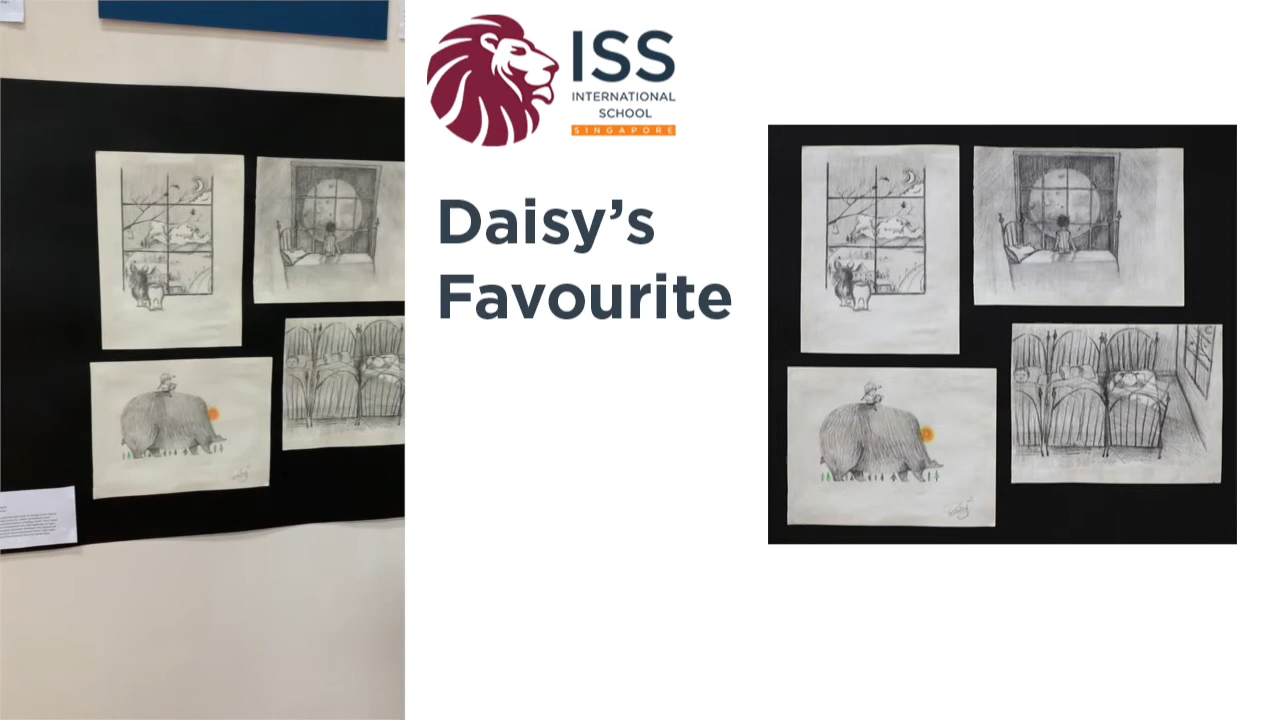 ISS
INTERNATIONAL
SCHOOL
SINGAPORE
Daisy's
Favourite